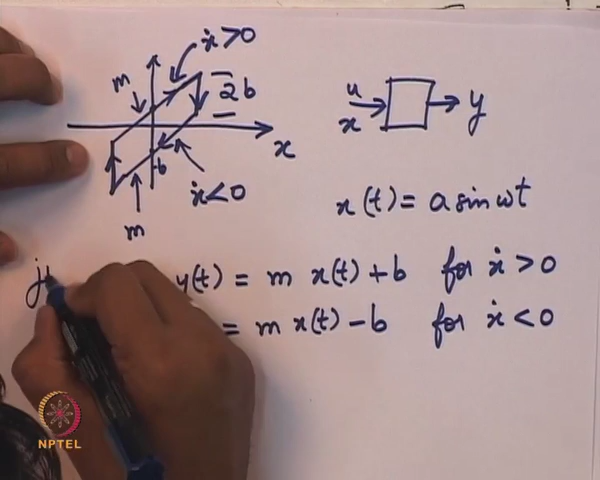 ẋ>0
m
2b
u
x
y
x
b
ẋ<0
m
x(t) = a sin ωt
y(t) = m x(t) + b for ẋ > 0
= m x(t) - b for ẋ < 0
NPTEL